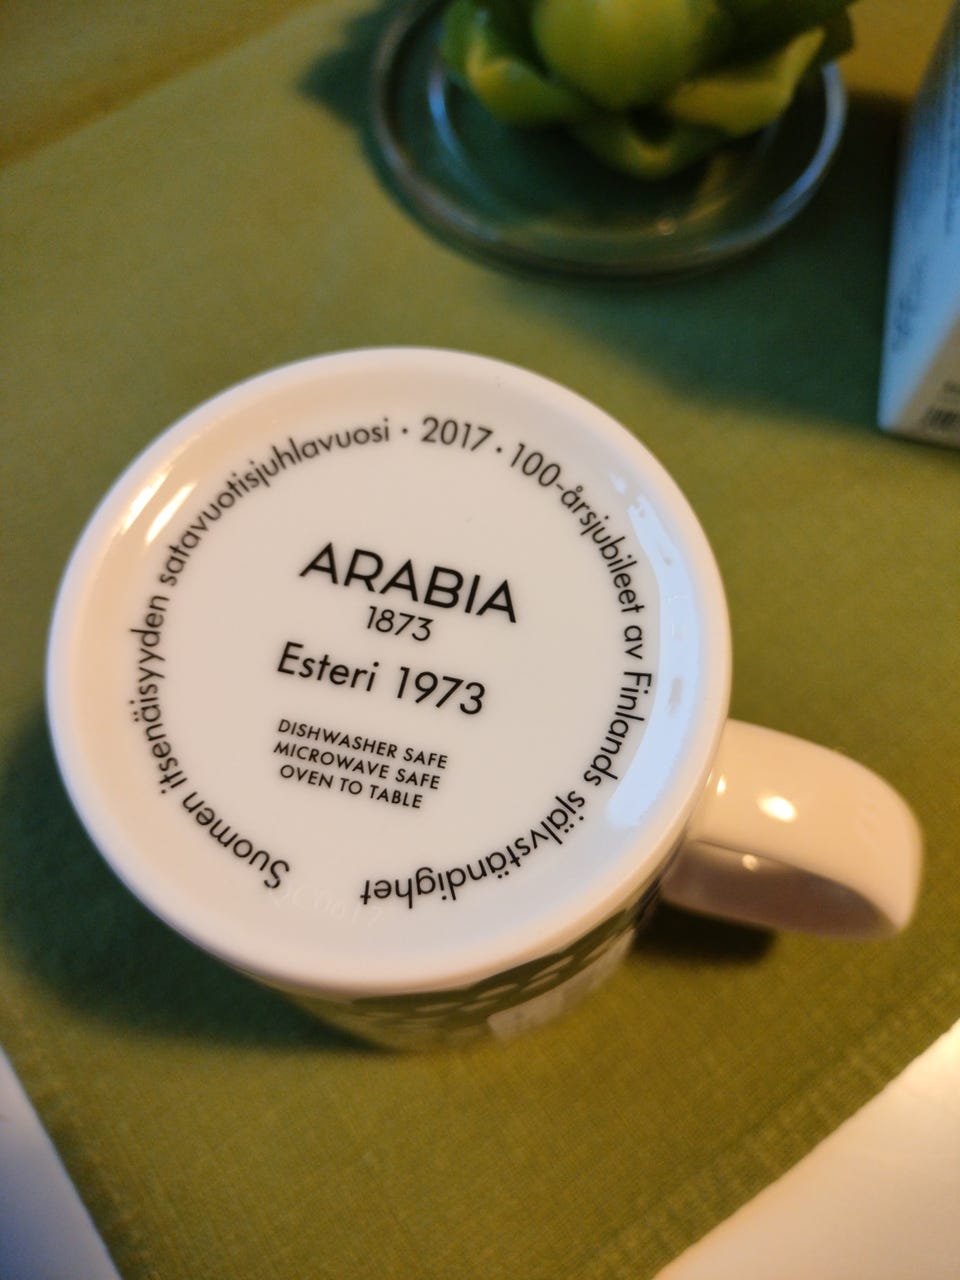 Suomen itsenäisyyden satavuotisjuhlavuosi · 2017 · 100-årsjubileet av Finlands självständighet
ARABIA
1873
Esteri 1973
DISHWASHER SAFE
MICROWAVE SAFE
OVEN TO TABLE